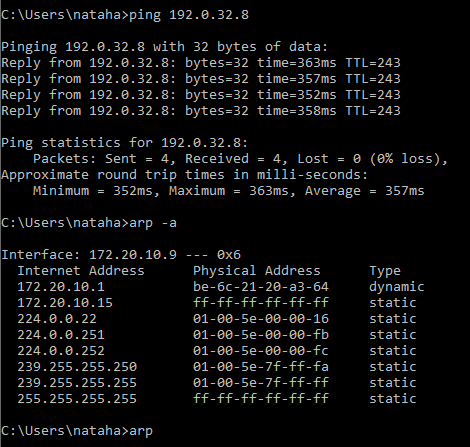 C:\Users\nataha>ping 192.0.32.8
Pinging 192.0.32.8 with 32 bytes of data:
Reply from 192.0.32.8: bytes=32 time=363ms TTL=243
Reply from 192.0.32.8: bytes=32 time=357ms TTL=243
Reply from 192.0.32.8: bytes=32 time=352ms TTL=243
Reply from 192.0.32.8: bytes=32 time=358ms TTL=243
Ping statistics for 192.0.32.8:
    Packets: Sent = 4, Received = 4, Lost = 0 (0% loss),
Approximate round trip times in milli-seconds:
    Minimum = 352ms, Maximum = 363ms, Average = 357ms
C:\Users\nataha>arp -a
Interface: 172.20.10.9 --- 0x6
  Internet Address      Physical Address      Type
  172.20.10.1           be-6c-21-20-a3-64     dynamic
  172.20.10.15          ff-ff-ff-ff-ff-ff     static
  224.0.0.22            01-00-5e-00-00-16     static
  224.0.0.251           01-00-5e-00-00-fb     static
  224.0.0.252           01-00-5e-00-00-fc     static
  239.255.255.250       01-00-5e-7f-ff-fa     static
  239.255.255.255       01-00-5e-7f-ff-ff     static
  255.255.255.255       ff-ff-ff-ff-ff-ff     static
C:\Users\nataha>arp